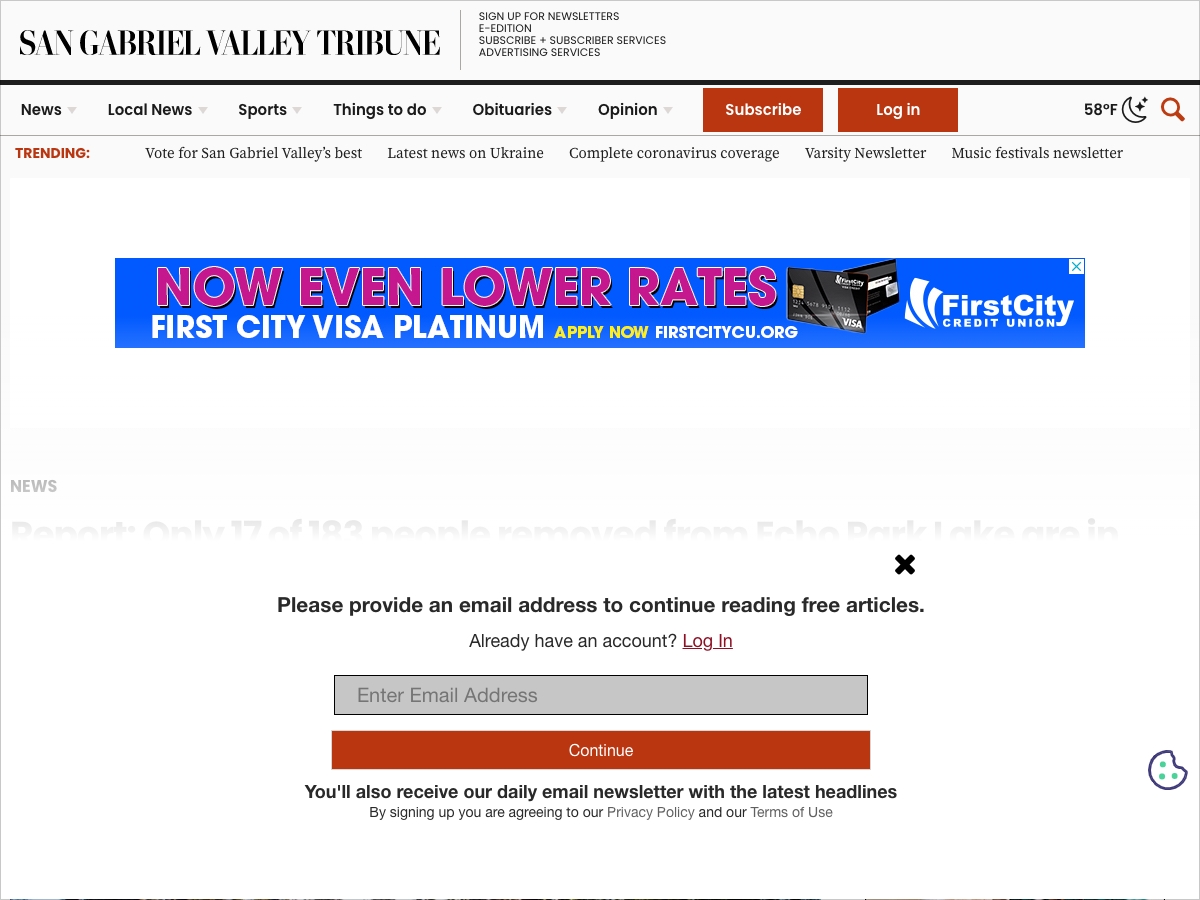 SAN GABRIEL VALLEY TRIBUNE
SIGN UP FOR NEWSLETTERS
E-EDITION
SUBSCRIBE + SUBSCRIBER SERVICES
ADVERTISING SERVICES
News Local News Sports Things to do Obituaries Opinion Subscribe Log in 58°F
TRENDING: Vote for San Gabriel Valley’s best Latest news on Ukraine Complete coronavirus coverage Varsity Newsletter Music festivals newsletter
NOW EVEN LOWER RATES
FIRST CITY VISA PLATINUM APPLY NOW FIRSTCITYCU.ORG
FirstCity
VISA
FirstCity
CREDIT UNION
NEWS
Report: Only 17 of 183 people removed from Echo Park Lake are in
Please provide an email address to continue reading free articles.
Already have an account? Log In
Enter Email Address
Continue
You'll also receive our daily email newsletter with the latest headlines
By signing up you are agreeing to our Privacy Policy and our Terms of Use